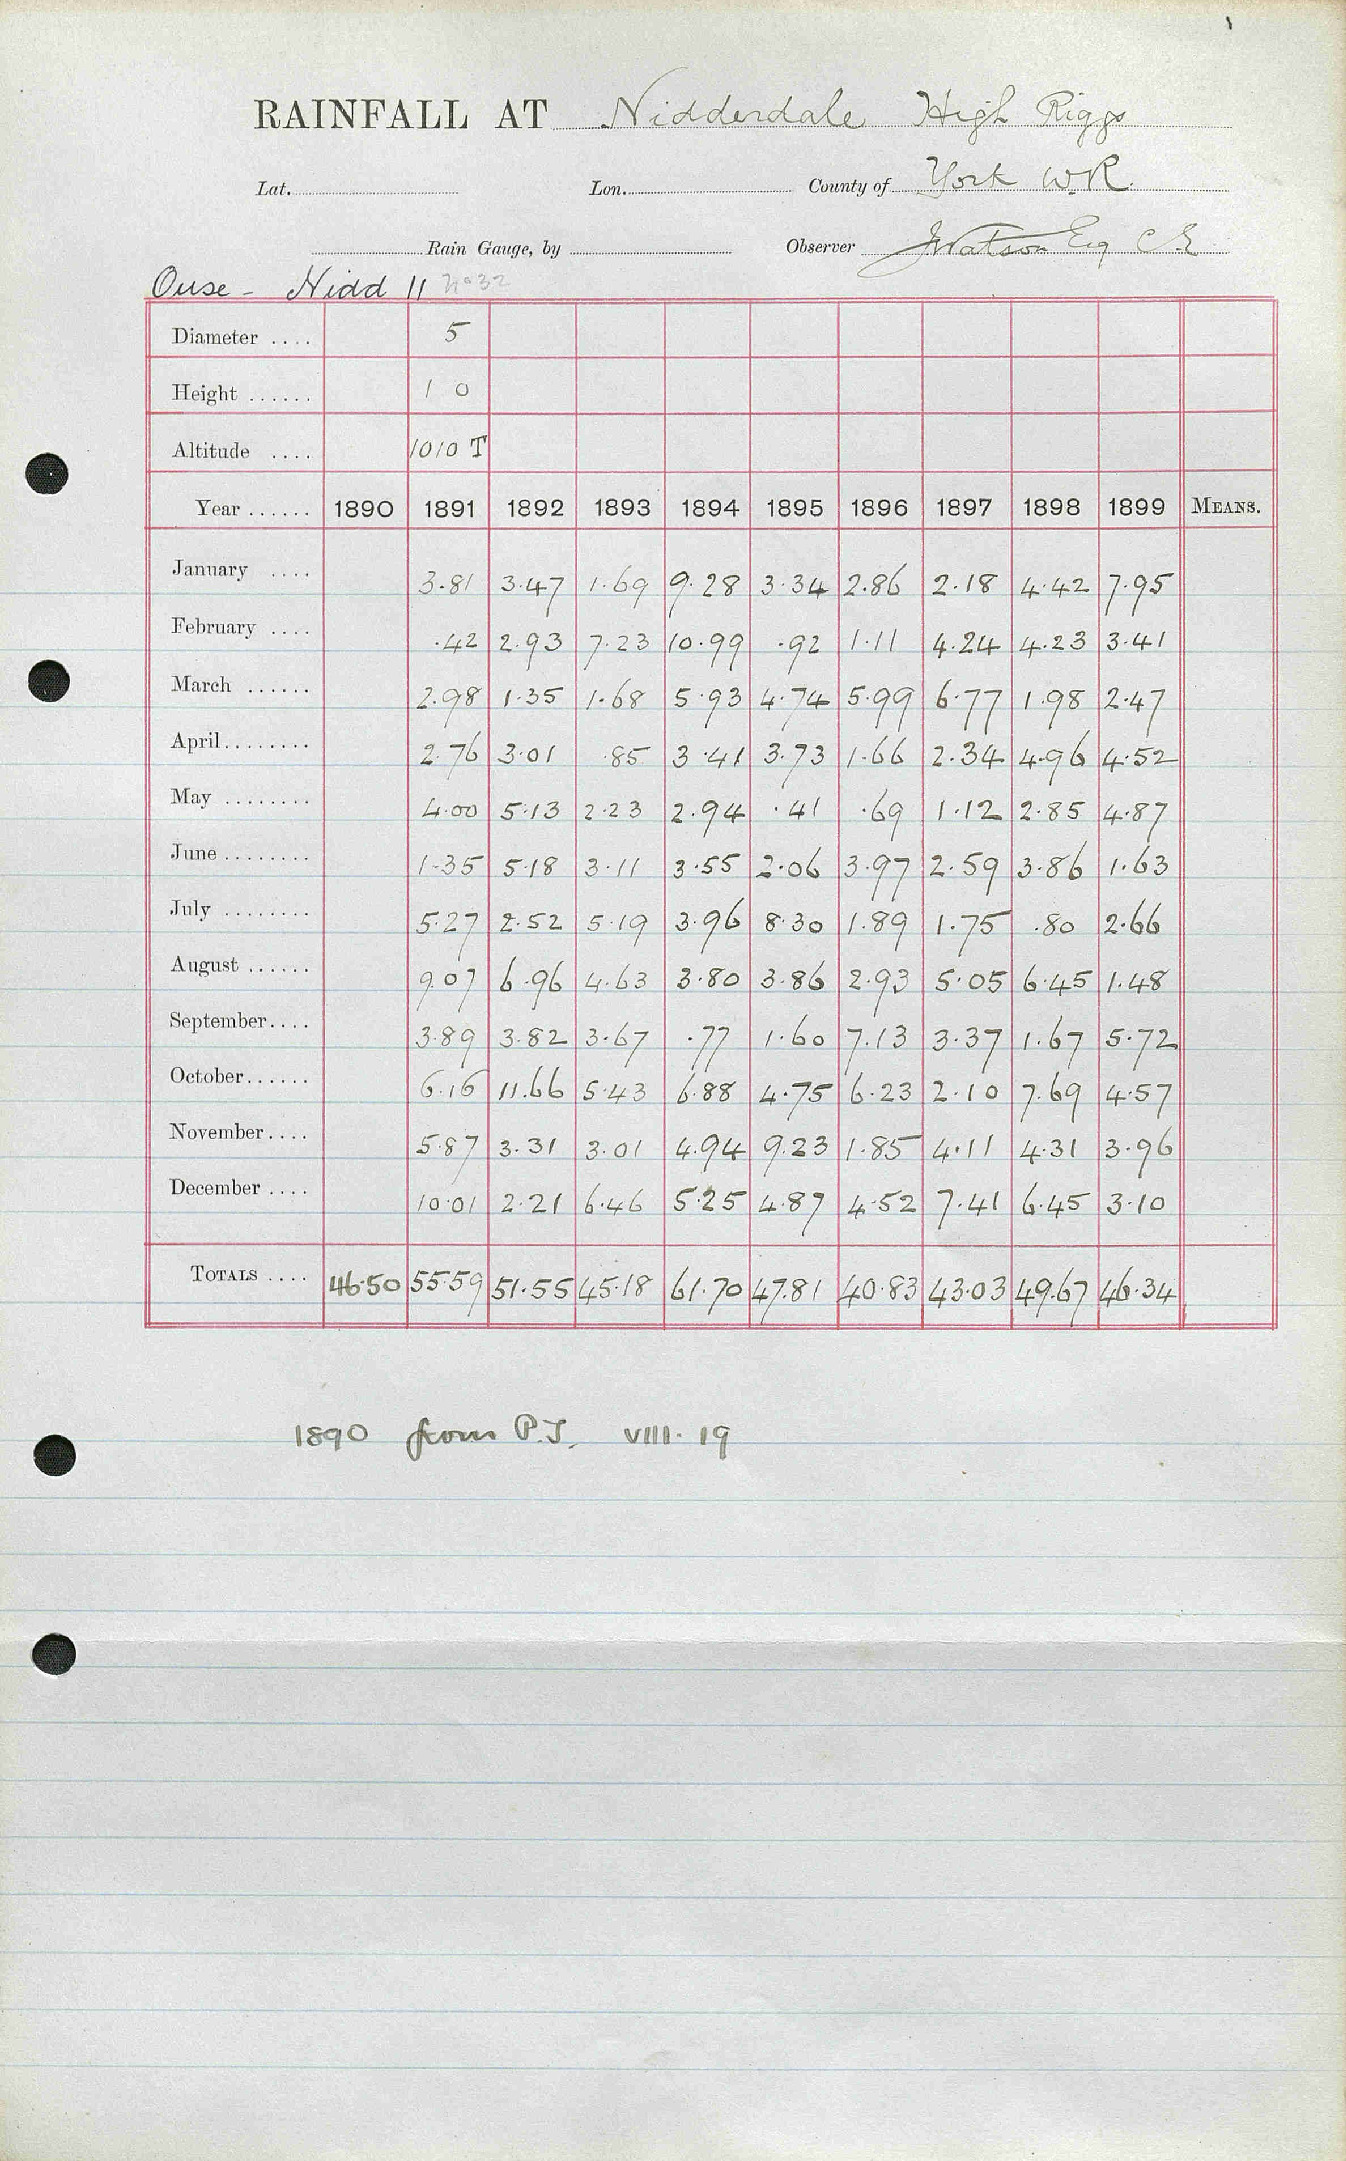 RAINFALL AT Nidderdale High Riggs
Lat. Lon. County of York W.R.
Rain Gauge, by Observer J Watson Esq C E
Ouse - Nidd 11
Diameter .... 5
Height ...... 1 0
Altitude .... 1010 T
Year ...... 1890 1891 1892 1893 1894 1895 1896 1897 1898 1899 MEANS.
January .... 3.81 3.47 1.69 9.28 3.34 2.86 2.18 4.42 7.95
February .... .42 2.93 7.23 10.99 .92 1.11 4.24 4.23 3.41
March ...... 2.98 1.35 1.68 5.93 4.74 5.99 6.77 1.98 2.47
April........ 2.76 3.01 .85 3.41 3.73 1.66 2.34 4.96 4.52
May ........ 4.00 5.13 2.23 2.94 .41 .69 1.12 2.85 4.87
June ........ 1.35 5.18 3.11 3.55 2.06 3.97 2.59 3.86 1.63
July ........ 5.27 2.52 5.19 3.96 8.30 1.89 1.75 .80 2.66
August ...... 9.07 6.96 4.63 3.80 3.86 2.93 5.05 6.45 1.48
September.... 3.89 3.82 3.67 .77 1.60 7.13 3.37 1.67 5.72
October...... 6.16 11.66 5.43 6.88 4.75 6.23 2.10 7.69 4.57
November.... 5.87 3.31 3.01 4.94 9.23 1.85 4.11 4.31 3.96
December .... 10.01 2.21 6.46 5.25 4.87 4.52 7.41 6.45 3.10
TOTALS .... 46.50 55.59 51.55 45.18 61.70 47.81 40.83 43.03 49.67 46.34
1890 from P.T. VIII. 19